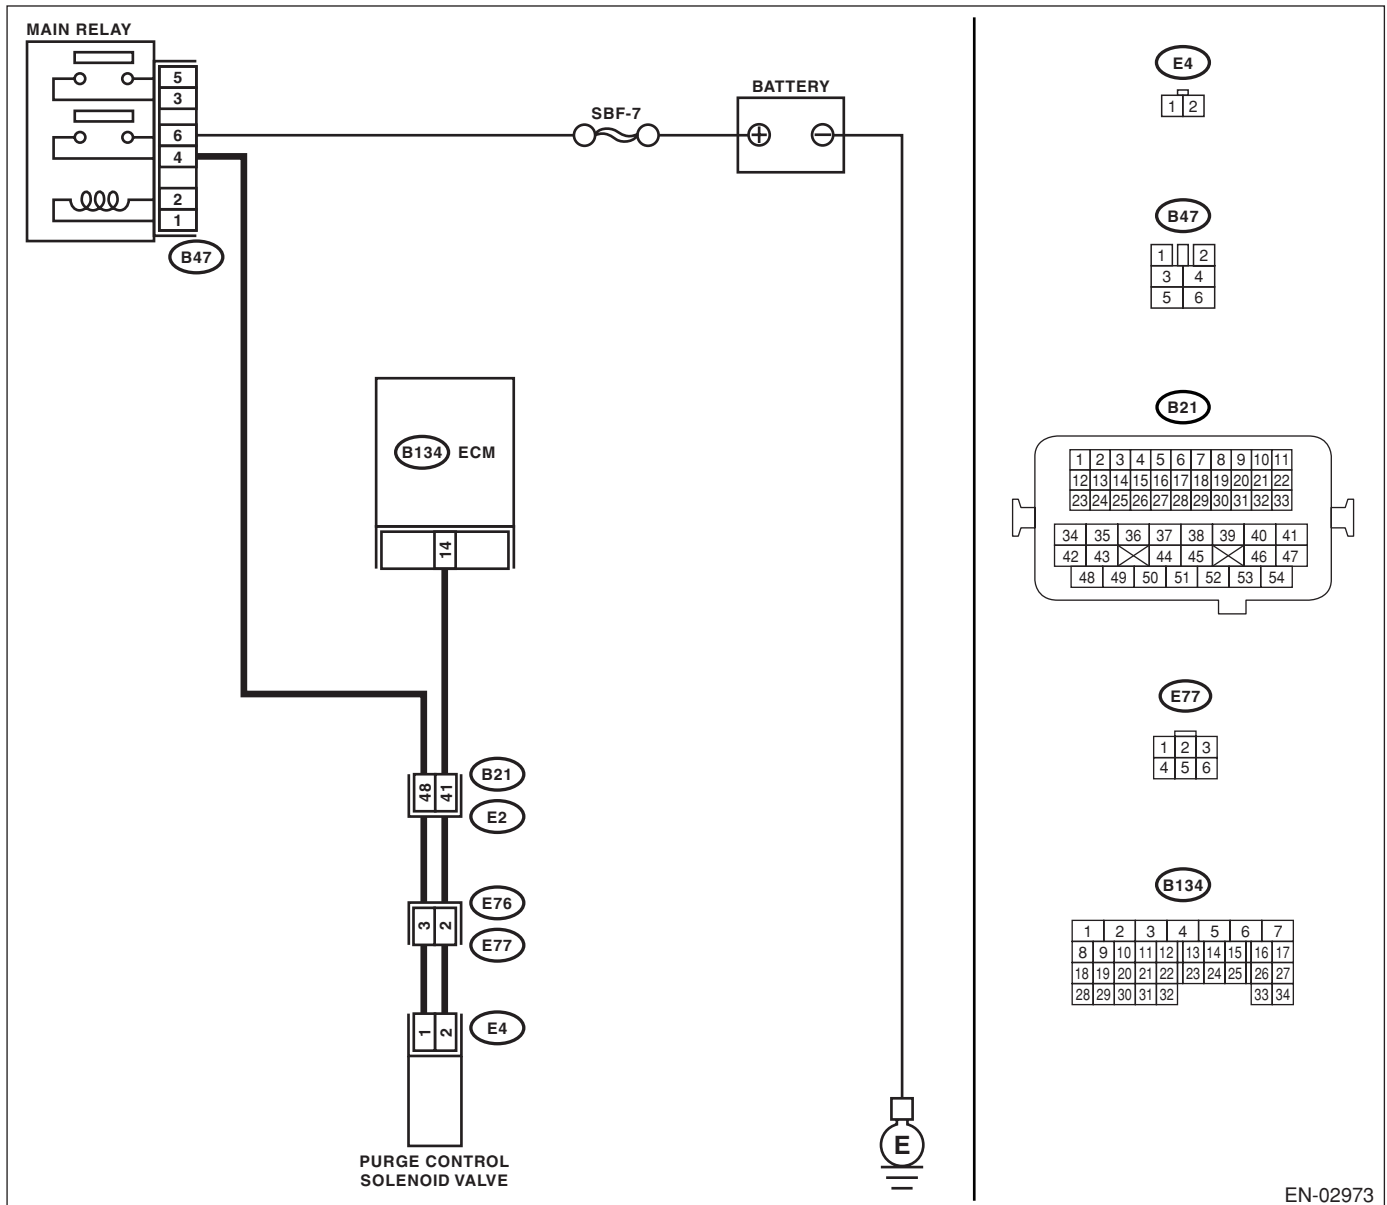 MAIN RELAY
5
3
6
4
2
1
B47
SBF-7
BATTERY
+ −
B134 ECM
14
48 41
B21
E2
3 2
E76
E77
1 2
E4
PURGE CONTROL
SOLENOID VALVE
E
E4
1 2
B47
1 2
3 4
5 6
B21
1 2 3 4 5 6 7 8 9 10 11
12 13 14 15 16 17 18 19 20 21 22
23 24 25 26 27 28 29 30 31 32 33
34 35 36 37 38 39 40 41
42 43 44 45 46 47
48 49 50 51 52 53 54
E77
1 2 3
4 5 6
B134
1 2 3 4 5 6 7
8 9 10 11 12 13 14 15 16 17
18 19 20 21 22 23 24 25 26 27
28 29 30 31 32 33 34
EN-02973